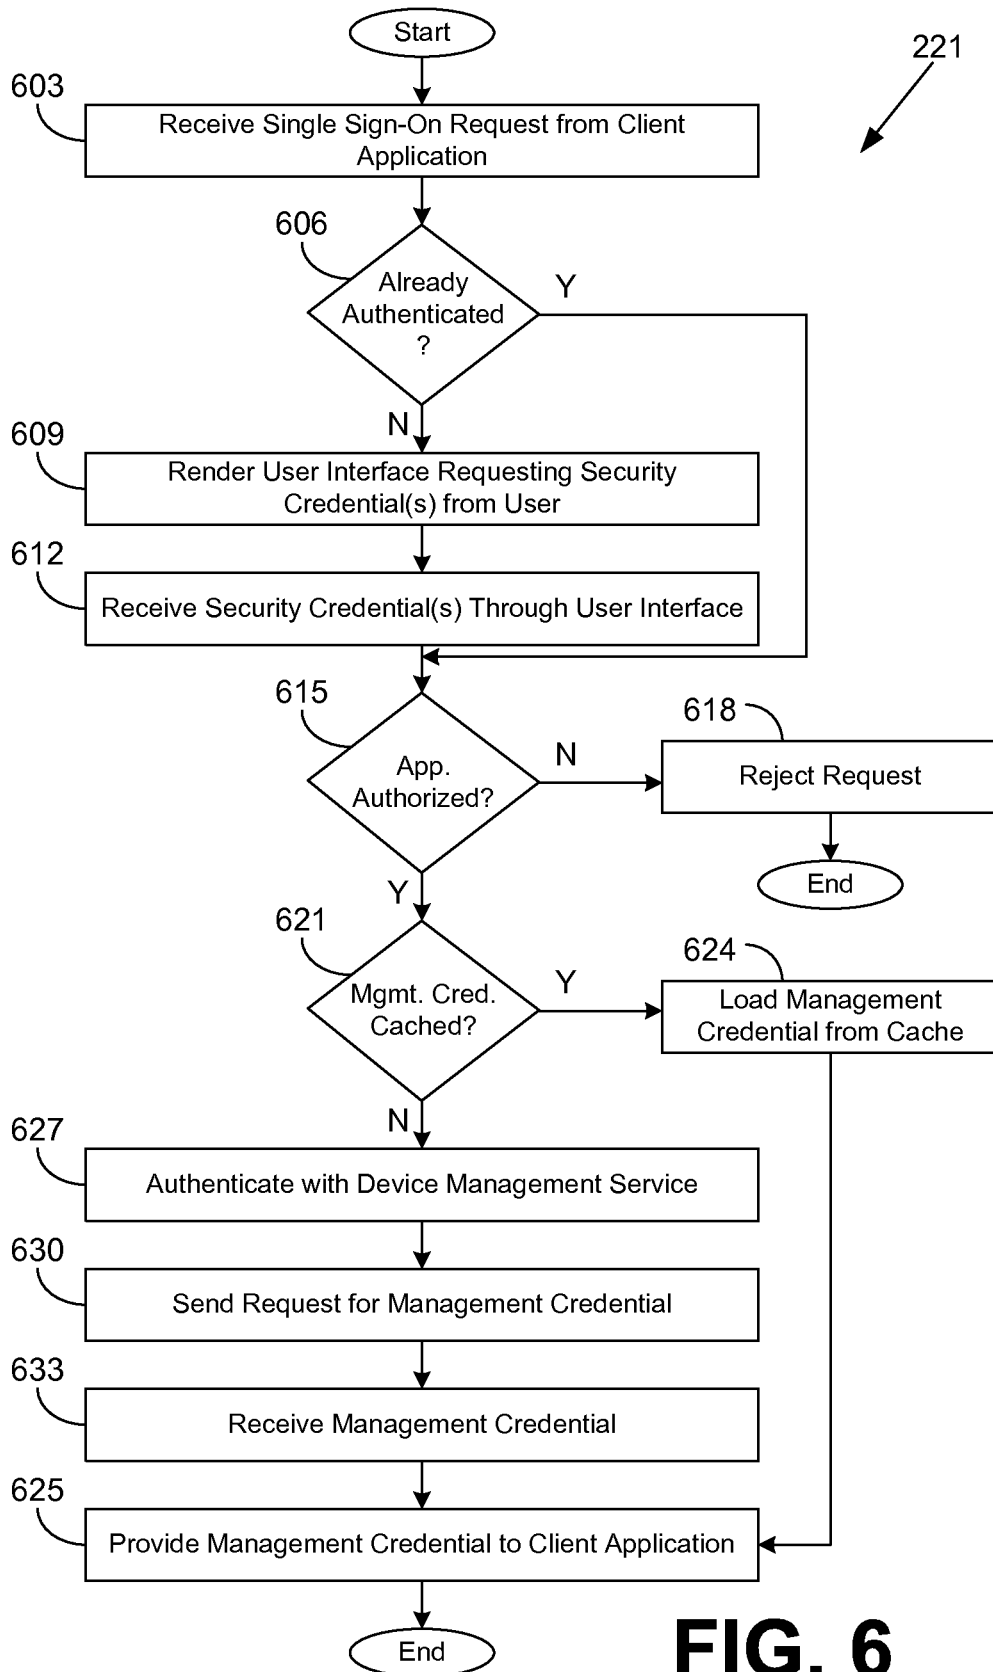 Start
221
603
Receive Single Sign-On Request from Client
Application
606
Already
Authenticated
?
Y
N
609
Render User Interface Requesting Security
Credential(s) from User
612
Receive Security Credential(s) Through User Interface
615
App.
Authorized?
N
618
Reject Request
End
Y
621
Mgmt. Cred.
Cached?
Y
624
Load Management
Credential from Cache
N
627
Authenticate with Device Management Service
630
Send Request for Management Credential
633
Receive Management Credential
625
Provide Management Credential to Client Application
End
FIG. 6